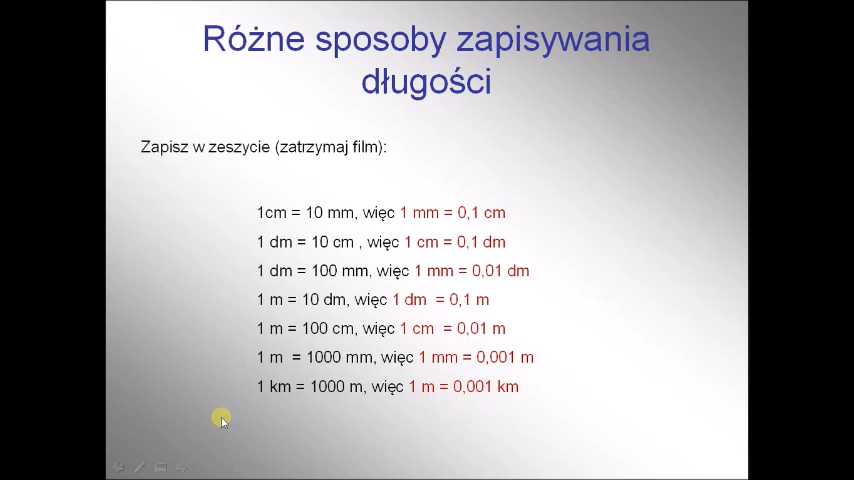 Różne sposoby zapisywania
długości
Zapisz w zeszycie (zatrzymaj film):
1cm = 10 mm, więc 1 mm = 0,1 cm
1 dm = 10 cm , więc 1 cm = 0,1 dm
1 dm = 100 mm, więc 1 mm = 0,01 dm
1 m = 10 dm, więc 1 dm  = 0,1 m
1 m = 100 cm, więc 1 cm  = 0,01 m
1 m  = 1000 mm, więc 1 mm = 0,001 m
1 km = 1000 m, więc 1 m = 0,001 km